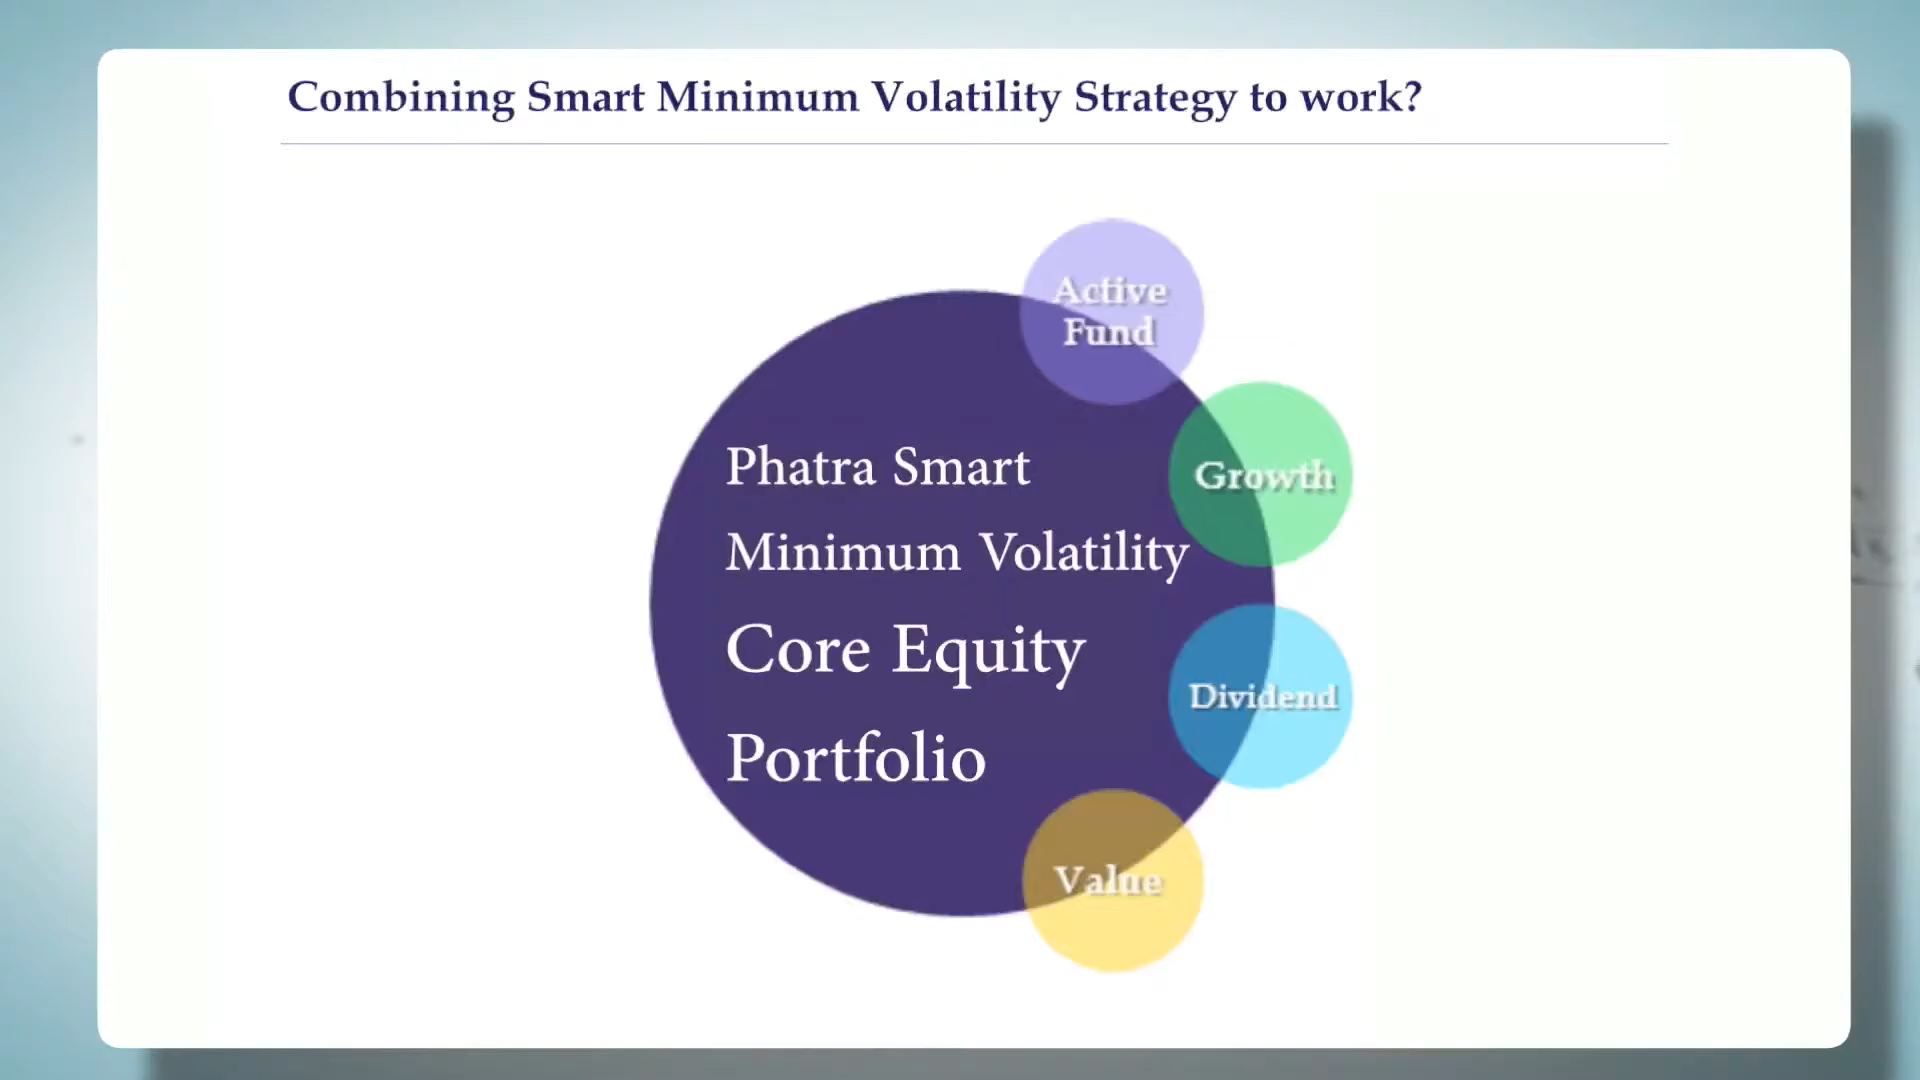 Combining Smart Minimum Volatility Strategy to work?
Active
Fund
Growth
Phatra Smart
Minimum Volatility
Core Equity
Portfolio
Dividend
Value